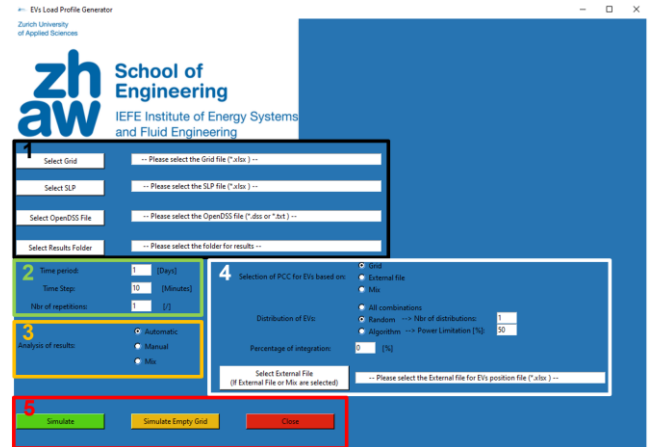 EVs Load Profile Generator
Zurich University
of Applied Sciences
zhaw
School of
Engineering
IEFE Institute of Energy Systems
and Fluid Engineering
1
Select Grid
-- Please select the Grid file (*.xlsx ) --
Select SLP
-- Please select the SLP file (*.xlsx ) --
Select OpenDSS File
-- Please select the OpenDSS file (*.dss or *.txt ) --
Select Results Folder
-- Please select the folder for results --
2
Time period: 1 [Days]
Time Step: 10 [Minutes]
Nbr of repetitions: 1 [/]
3
Analysis of results:
Automatic
Manual
Mix
4
Selection of PCC for EVs based on:
Grid
External file
Mix
Distribution of EVs:
All combinations
Random --> Nbr of distributions: 1
Algorithm --> Power Limitation [%]: 50
Percentage of integration: 0 [%]
Select External File
(If External File or Mix are selected)
-- Please select the External file for EVs position file (*.xlsx ) --
5
Simulate
Simulate Empty Grid
Close